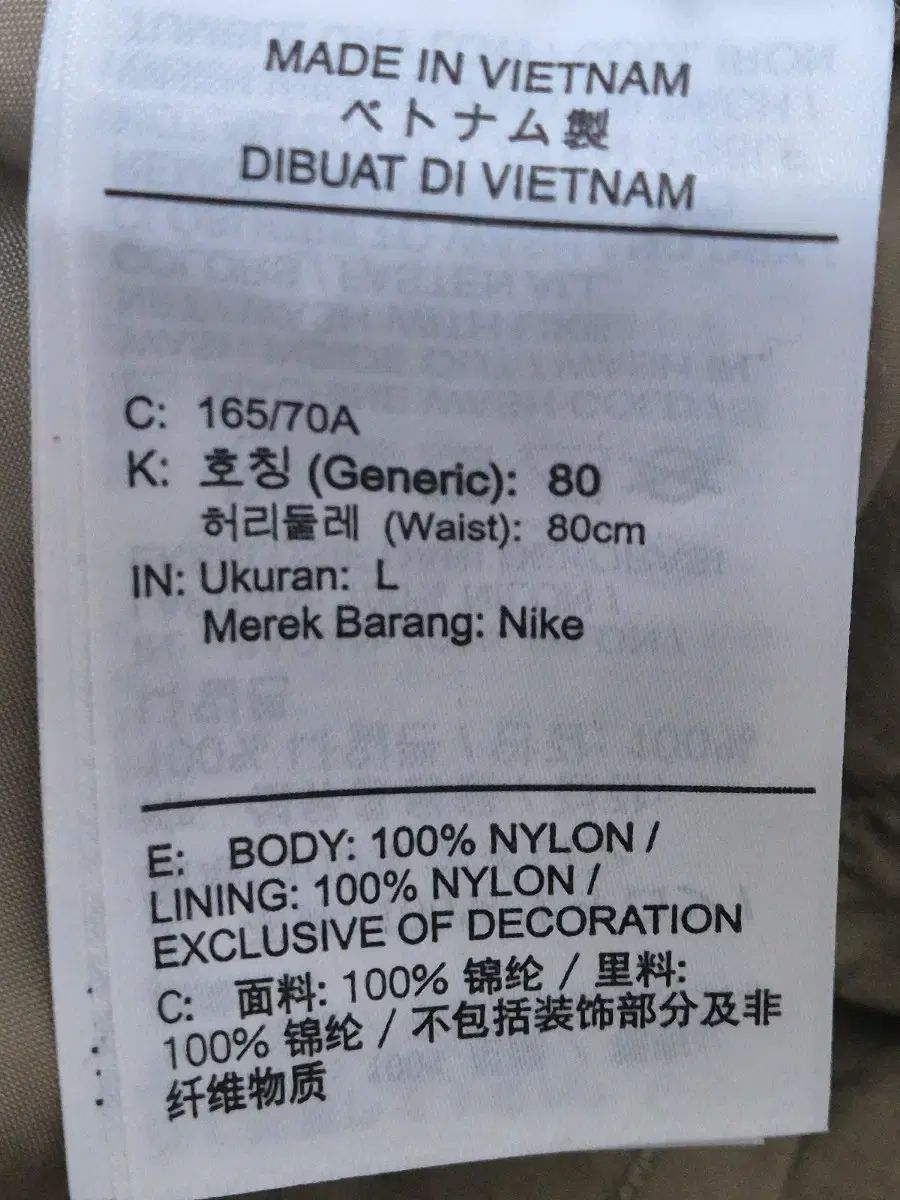 MADE IN VIETNAM
ベトナム製
DIBUAT DI VIETNAM
C: 165/70A
K: 호칭 (Generic): 80
허리둘레 (Waist): 80cm
IN: Ukuran: L
Merek Barang: Nike
E: BODY: 100% NYLON /
LINING: 100% NYLON /
EXCLUSIVE OF DECORATION
C: 面料: 100% 锦纶 / 里料:
100% 锦纶 / 不包括装饰部分及非
纤维物质